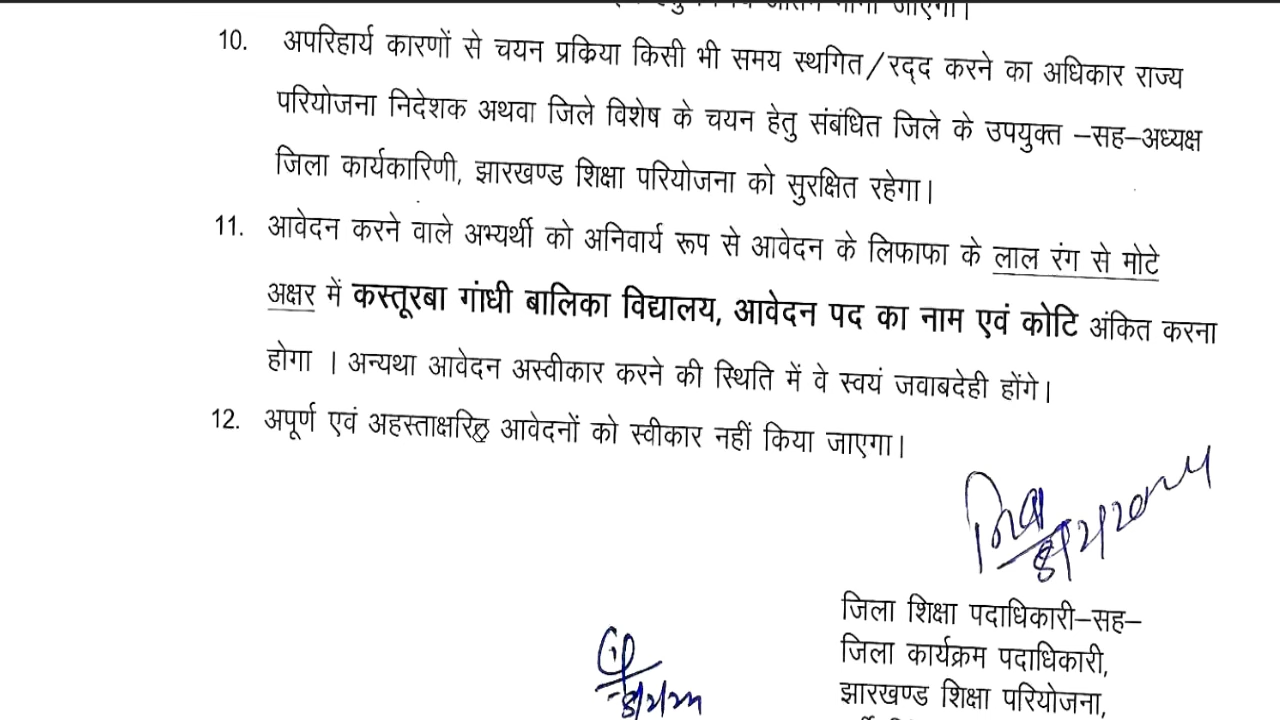 जाएगा।
10. अपरिहार्य कारणों से चयन प्रक्रिया किसी भी समय स्थगित/रद्द करने का अधिकार राज्य
परियोजना निदेशक अथवा जिले विशेष के चयन हेतु संबंधित जिले के उपयुक्त –सह–अध्यक्ष
जिला कार्यकारिणी, झारखण्ड शिक्षा परियोजना को सुरक्षित रहेगा।
11. आवेदन करने वाले अभ्यर्थी को अनिवार्य रूप से आवेदन के लिफाफा के लाल रंग से मोटे
अक्षर में कस्तूरबा गांधी बालिका विद्यालय, आवेदन पद का नाम एवं कोटि अंकित करना
होगा । अन्यथा आवेदन अस्वीकार करने की स्थिति में वे स्वयं जवाबदेही होंगे।
12. अपूर्ण एवं अहस्ताक्षरित आवेदनों को स्वीकार नहीं किया जाएगा।
जिला शिक्षा पदाधिकारी–सह–
जिला कार्यक्रम पदाधिकारी,
झारखण्ड शिक्षा परियोजना,